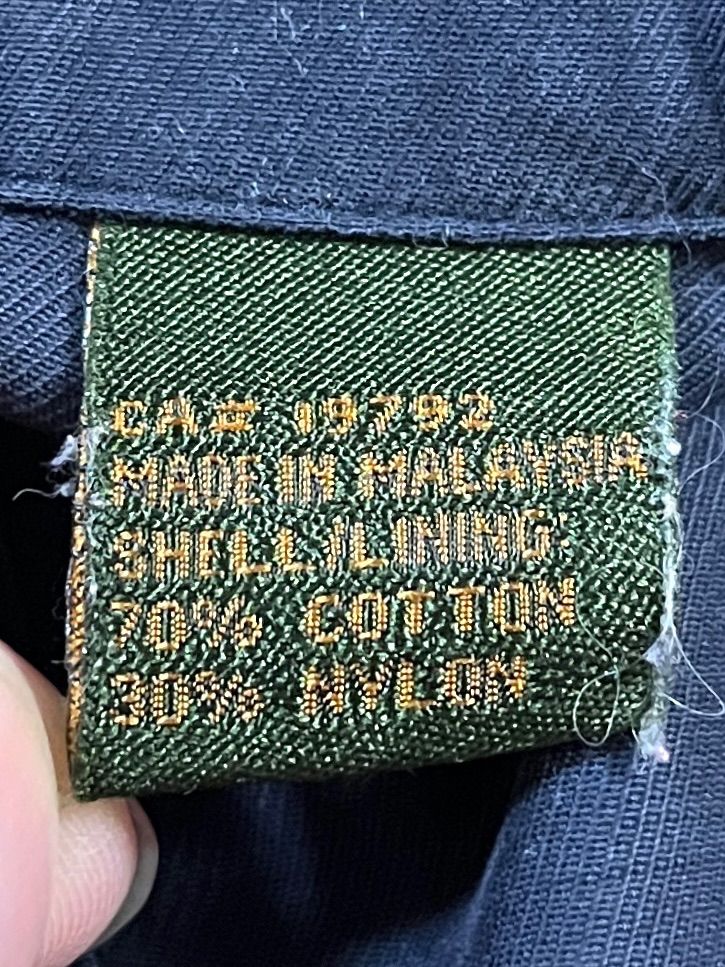 CA# 19792
MADE IN MALAYSIA
SHELL/LINING:
70% COTTON
30% NYLON